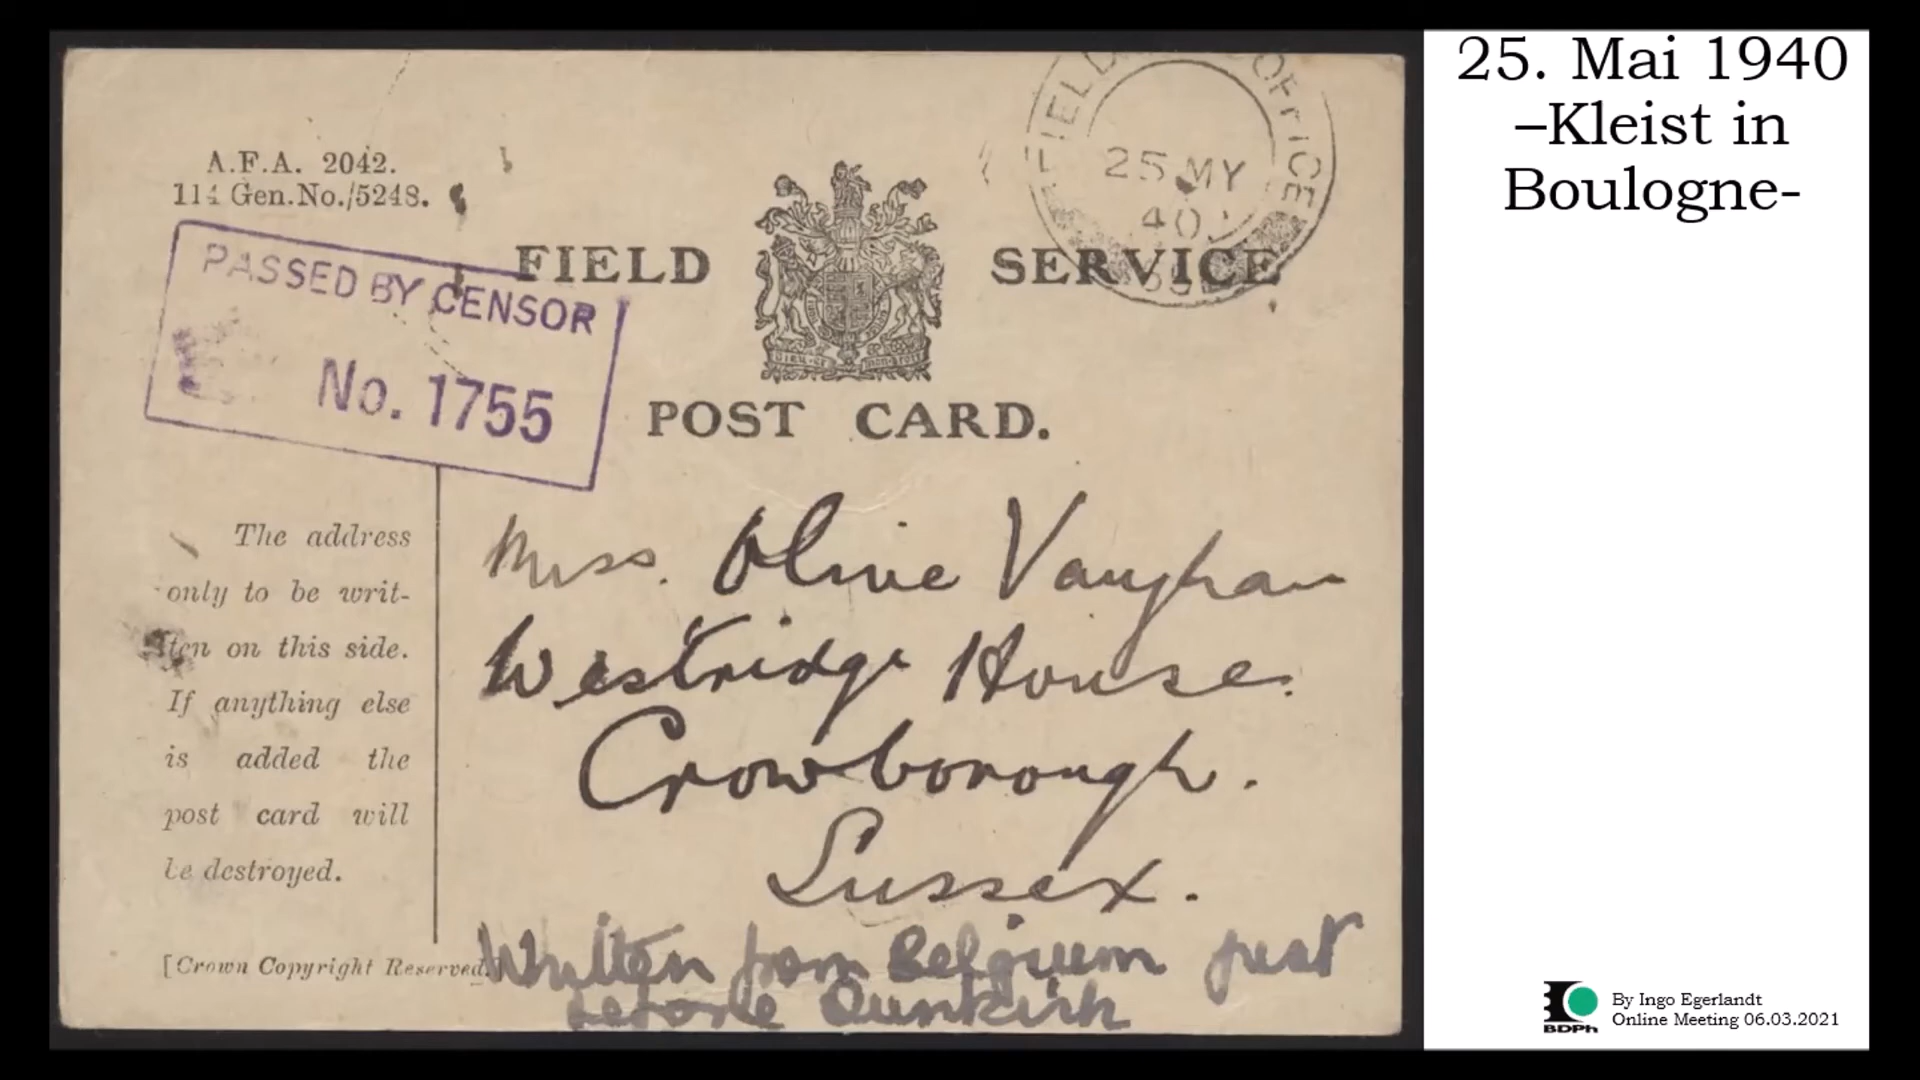 A.F.A. 2042.
114 Gen.No./5248.
PASSED BY CENSOR
No. 1755
FIELD SERVICE
POST CARD.
FIELD OFFICE
25 MY
40
The address
only to be writ-
ten on this side.
If anything else
is added the
post card will
be destroyed.
[Crown Copyright Reserved.]
Miss. Olive Vaughan
Westridge House.
Crowborough.
Sussex.
Written from Belgium just
before Dunkirk
25. Mai 1940
–Kleist in
Boulogne-
BDPh
By Ingo Egerlandt
Online Meeting 06.03.2021